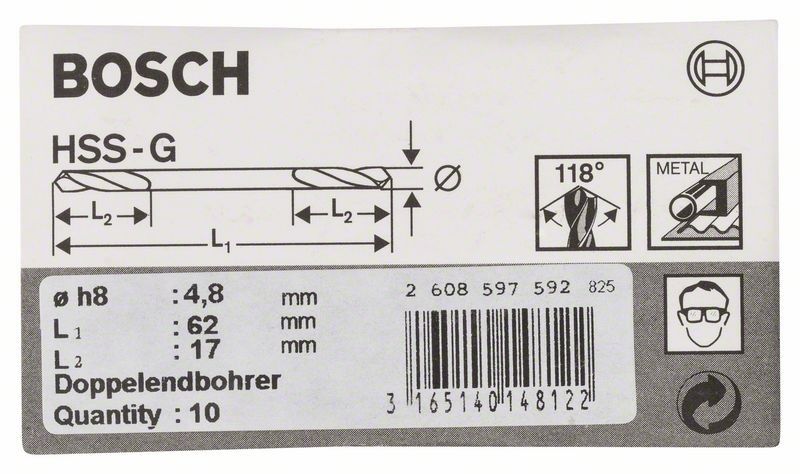 BOSCH
HSS-G
L2
L2
L1
Ø
118°
METAL
ø h8 : 4,8 mm
L1 : 62 mm
L2 : 17 mm
Doppelendbohrer
Quantity : 10
2 608 597 592 825
3 165140 148122